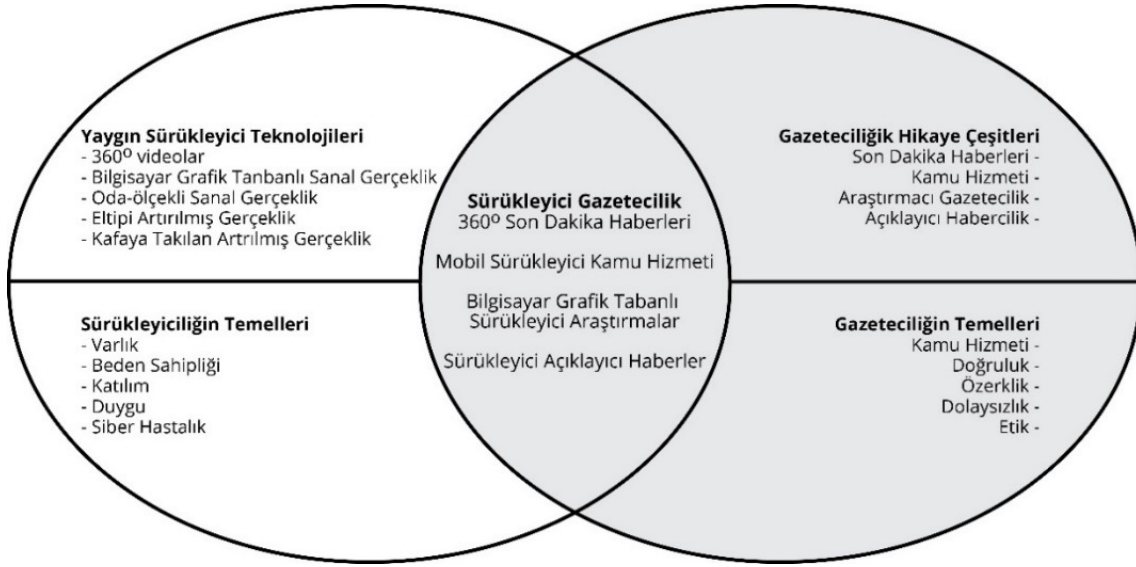 Yaygın Sürükleyici Teknolojileri
- 360º videolar
- Bilgisayar Grafik Tanbanlı Sanal Gerçeklik
- Oda-ölçekli Sanal Gerçeklik
- Eltipi Artırılmış Gerçeklik
- Kafaya Takılan Artrılmış Gerçeklik
Sürükleyiciliğin Temelleri
- Varlık
- Beden Sahipliği
- Katılım
- Duygu
- Siber Hastalık
Sürükleyici Gazetecilik
360º Son Dakika Haberleri
Mobil Sürükleyici Kamu Hizmeti
Bilgisayar Grafik Tabanlı
Sürükleyici Araştırmalar
Sürükleyici Açıklayıcı Haberler
Gazeteciliğik Hikaye Çeşitleri
Son Dakika Haberleri -
Kamu Hizmeti -
Araştırmacı Gazetecilik -
Açıklayıcı Habercilik -
Gazeteciliğin Temelleri
Kamu Hizmeti -
Doğruluk -
Özerklik -
Dolaysızlık -
Etik -